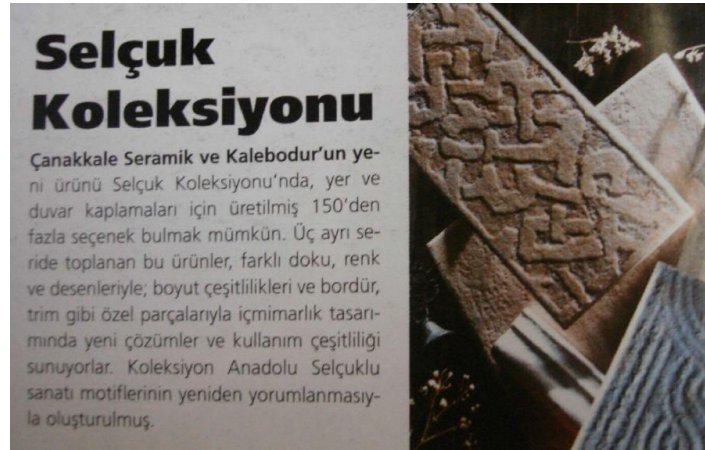 Selçuk
Koleksiyonu
Çanakkale Seramik ve Kalebodur'un ye-
ni ürünü Selçuk Koleksiyonu'nda, yer ve
duvar kaplamaları için üretilmiş 150'den
fazla seçenek bulmak mümkün. Üç ayrı se-
ride toplanan bu ürünler, farklı doku, renk
ve desenleriyle; boyut çeşitlilikleri ve bordür,
trim gibi özel parçalarıyla içmimarlık tasarı-
mında yeni çözümler ve kullanım çeşitliliği
sunuyorlar. Koleksiyon Anadolu Selçuklu
sanatı motiflerinin yeniden yorumlanmasıy-
la oluşturulmuş.